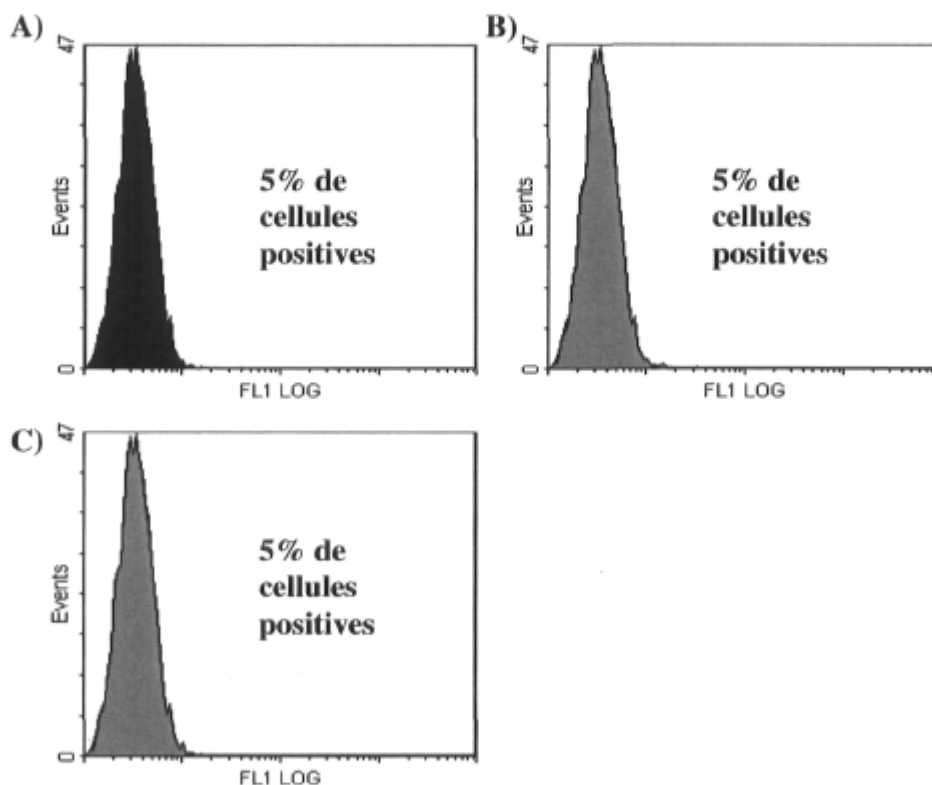 A)
47
Events
0
5% de
cellules
positives
FL1 LOG
B)
47
Events
0
5% de
cellules
positives
FL1 LOG
C)
47
Events
0
5% de
cellules
positives
FL1 LOG